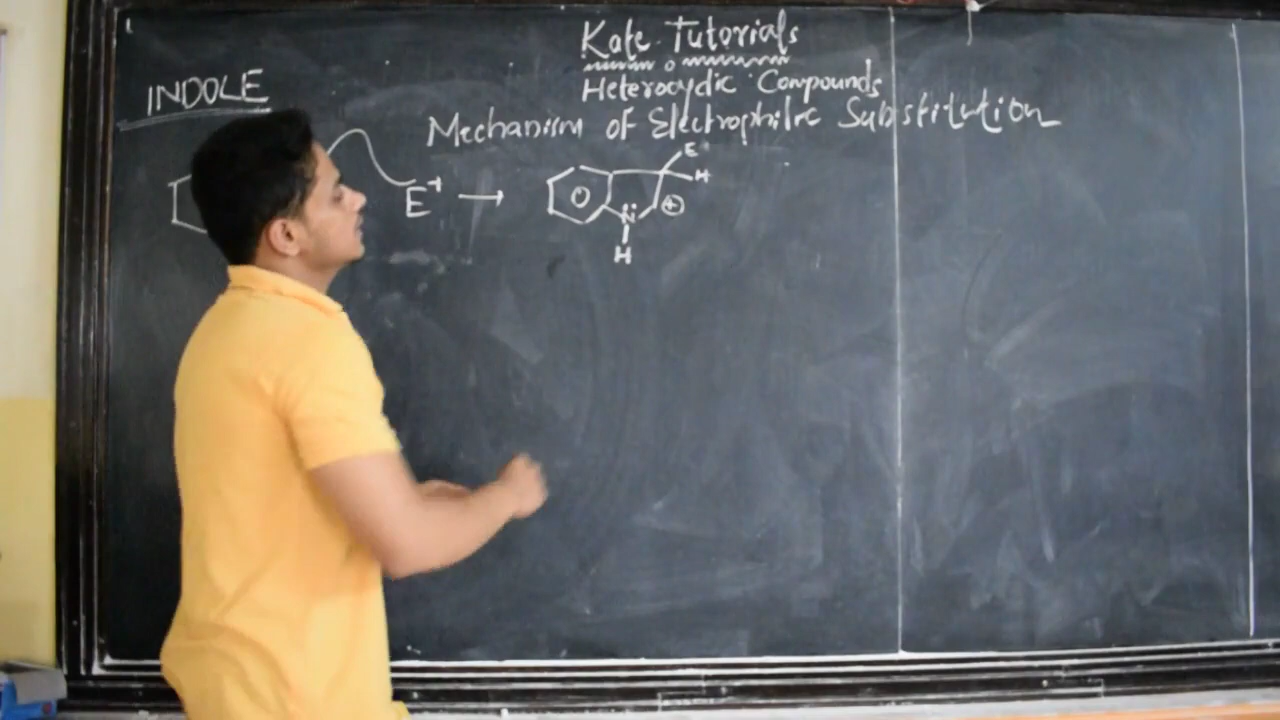 Kate Tutorials
INDOLE
Heterocyclic Compounds
Mechanism of Electrophilic Substitution
E+ → E H ⊕ N̈ H